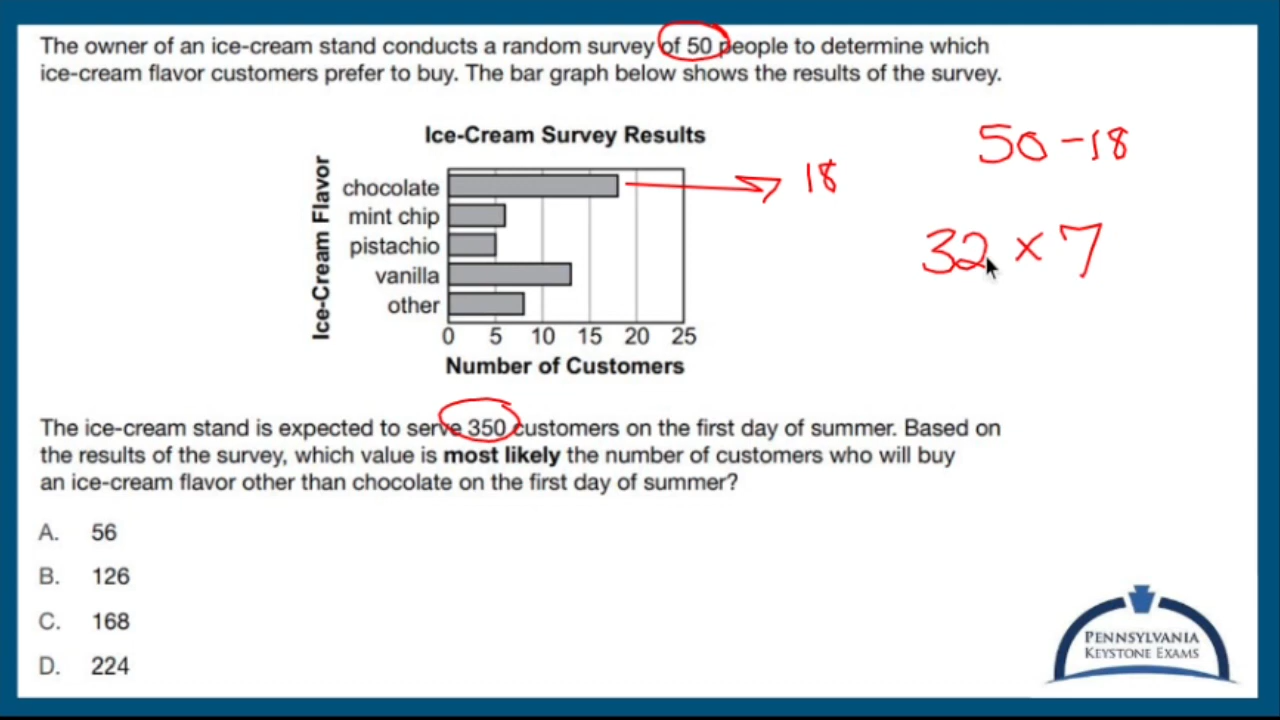 The owner of an ice-cream stand conducts a random survey of 50 people to determine which
ice-cream flavor customers prefer to buy. The bar graph below shows the results of the survey.
Ice-Cream Survey Results
50 - 18
Ice-Cream Flavor
chocolate
18
mint chip
pistachio
vanilla
other
32 x 7
0 5 10 15 20 25
Number of Customers
The ice-cream stand is expected to serve 350 customers on the first day of summer. Based on
the results of the survey, which value is most likely the number of customers who will buy
an ice-cream flavor other than chocolate on the first day of summer?
A. 56
B. 126
C. 168
D. 224
PENNSYLVANIA
KEYSTONE EXAMS